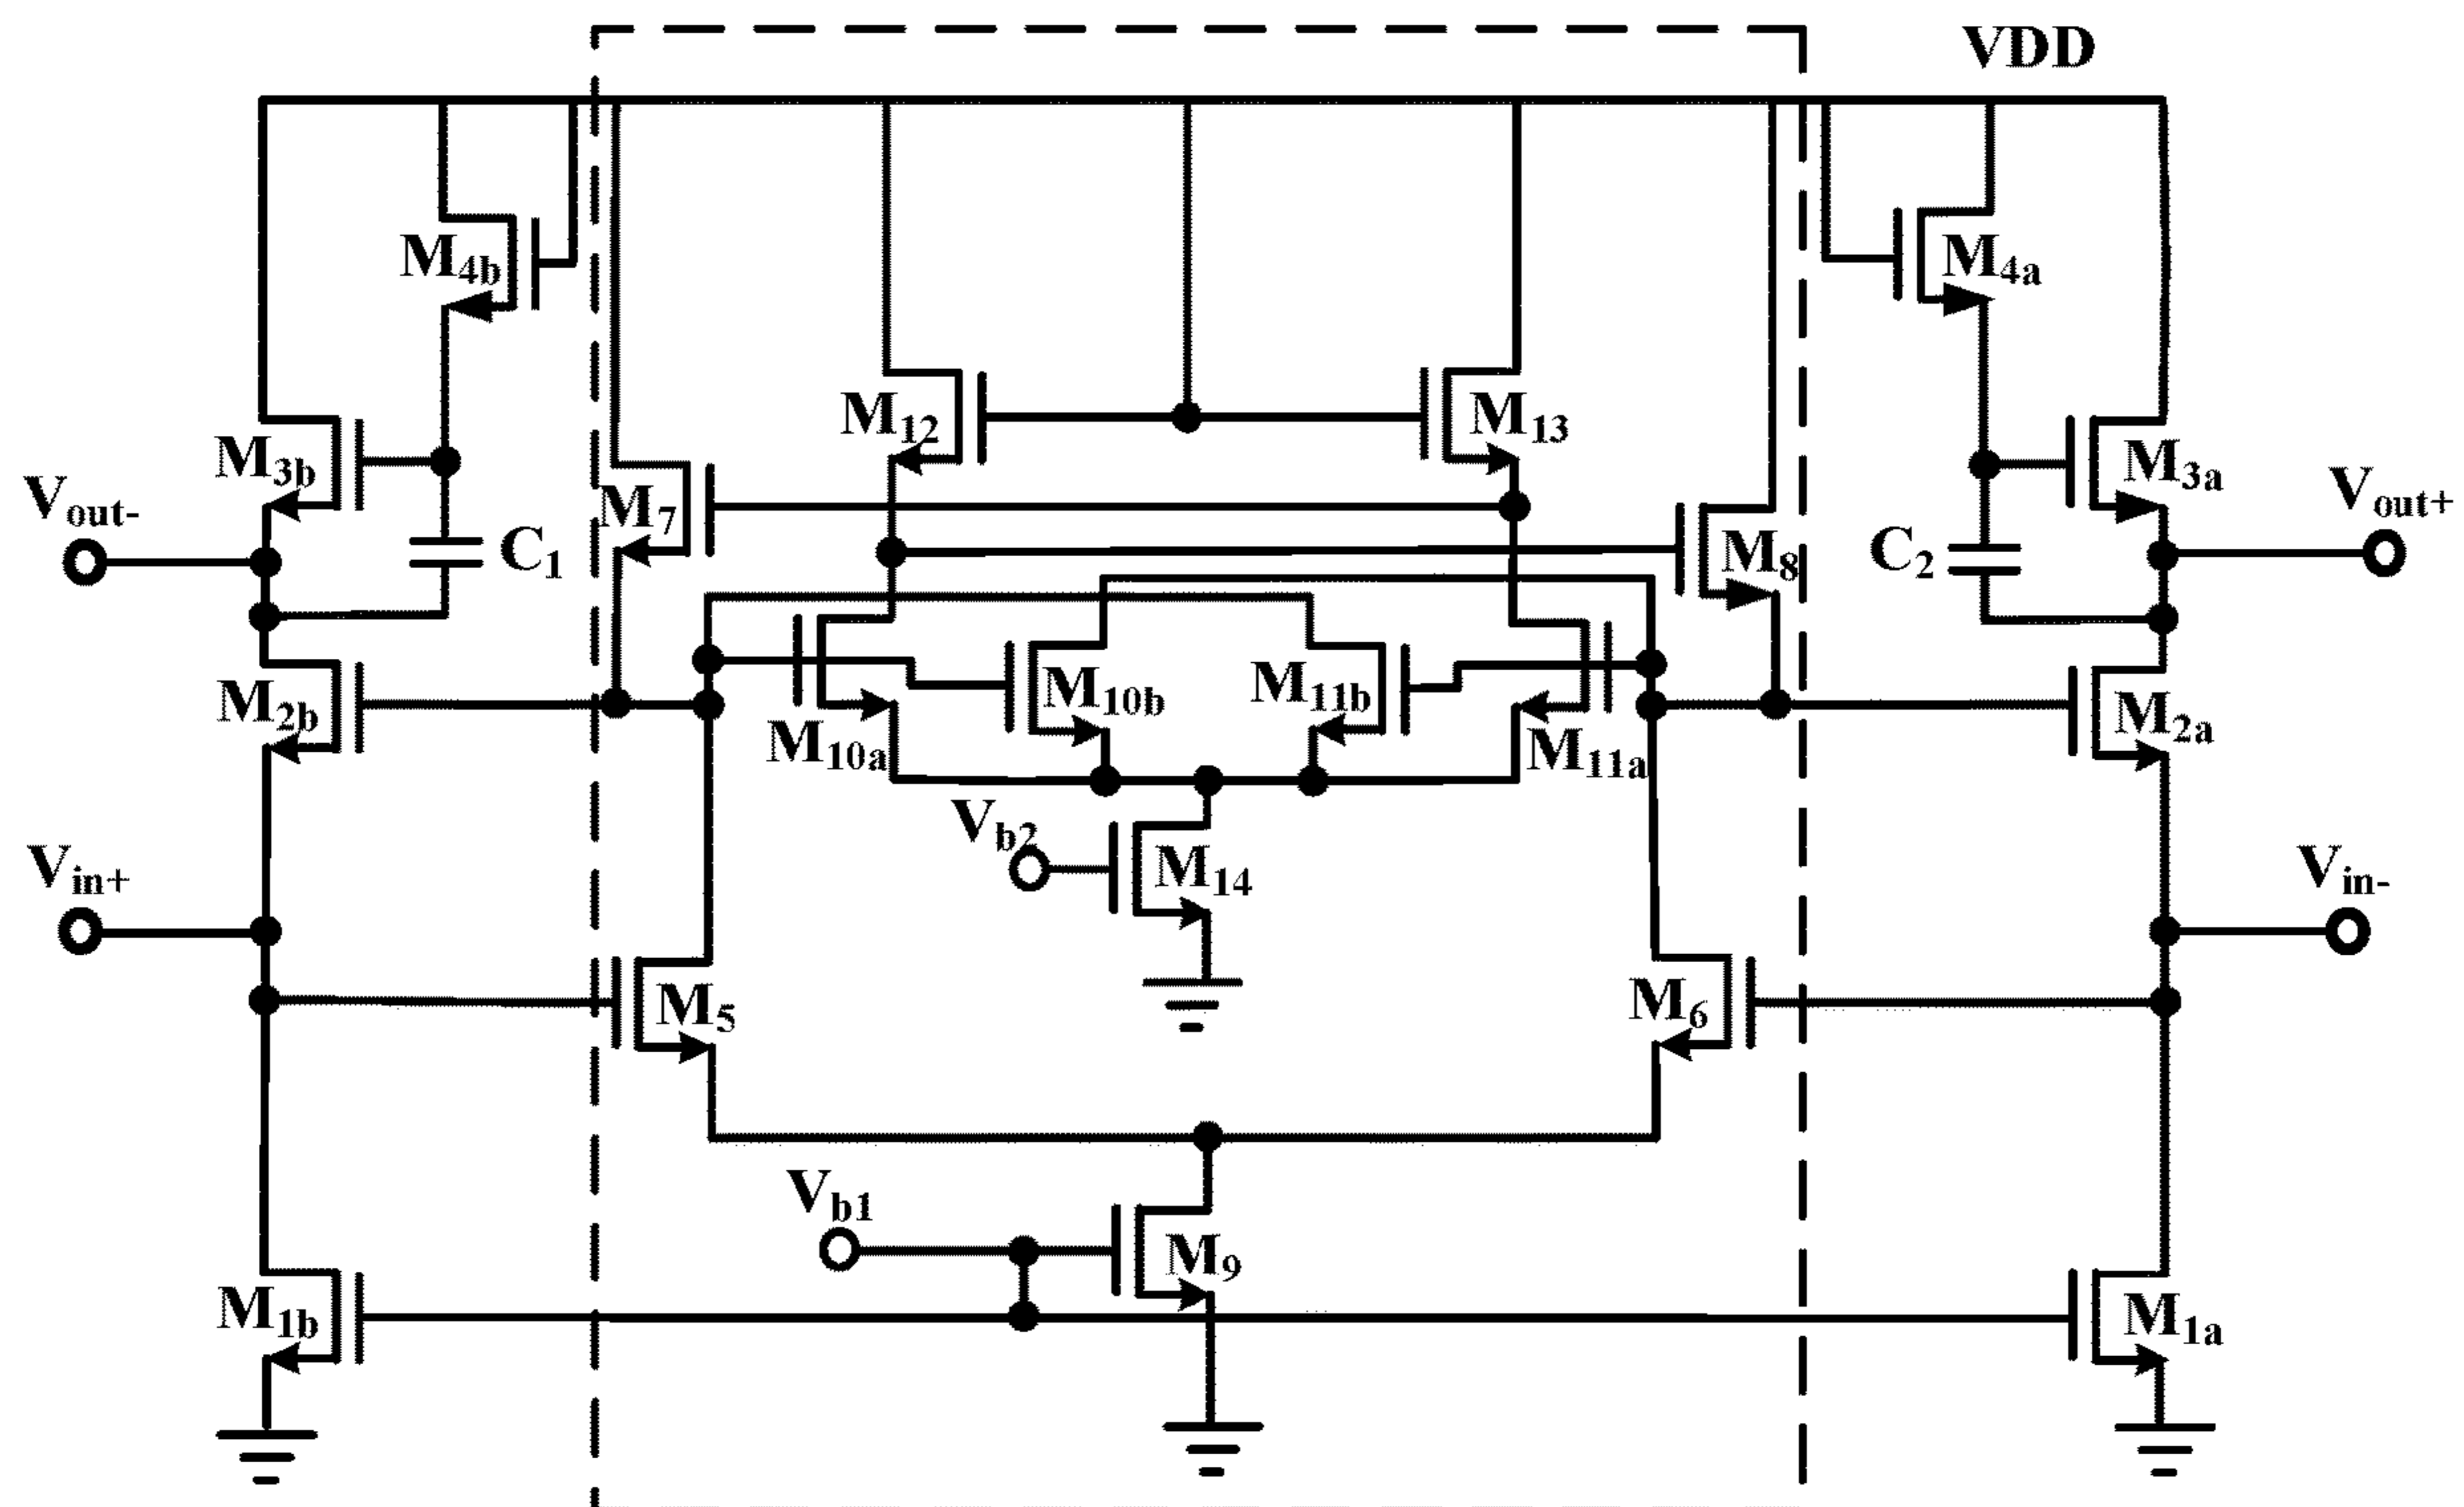 VDD
M4b
M4a
M12
M13
M3b
M3a
Vout-
M7
Vout+
C1
M8
C2
M2b
M10b
M11b
M2a
M10a
M11a
Vb2
M14
Vin+
Vin-
M5
M6
Vb1
M9
M1b
M1a